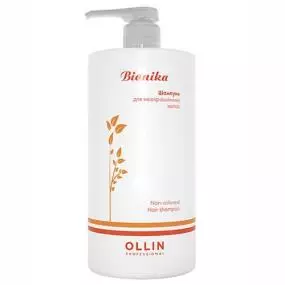 Bionika
Шампунь
для неокрашенных
волос
Non-colored
Hair shampoo
OLLIN
PROFESSIONAL